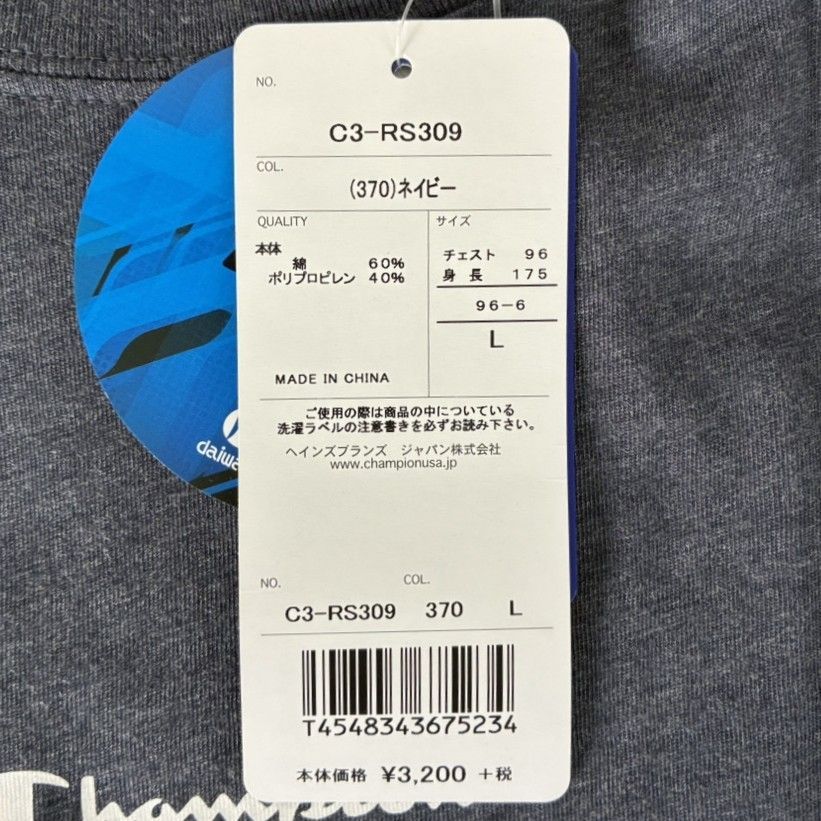 NO.
C3-RS309
COL.
(370)ネイビー
QUALITY
サイズ
本体
綿 60%
ポリプロピレン 40%
チェスト 96
身長 175
96-6
L
MADE IN CHINA
ご使用の際は商品の中についている
洗濯ラベルの注意書きを必ずお読み下さい。
ヘインズブランズ ジャパン株式会社
www.championusa.jp
NO.
COL.
C3-RS309 370 L
T4548343675234
本体価格 ¥3,200 +税
daiwa